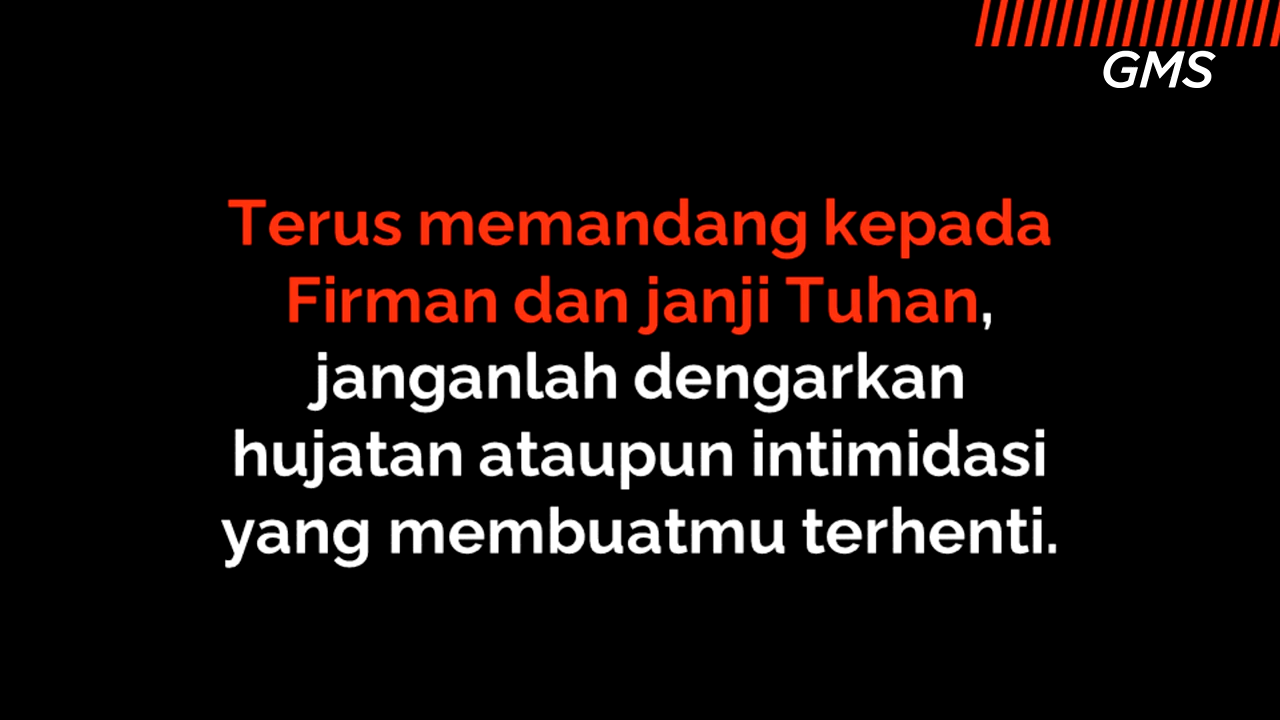 GMS
Terus memandang kepada
Firman dan janji Tuhan,
janganlah dengarkan
hujatan ataupun intimidasi
yang membuatmu terhenti.